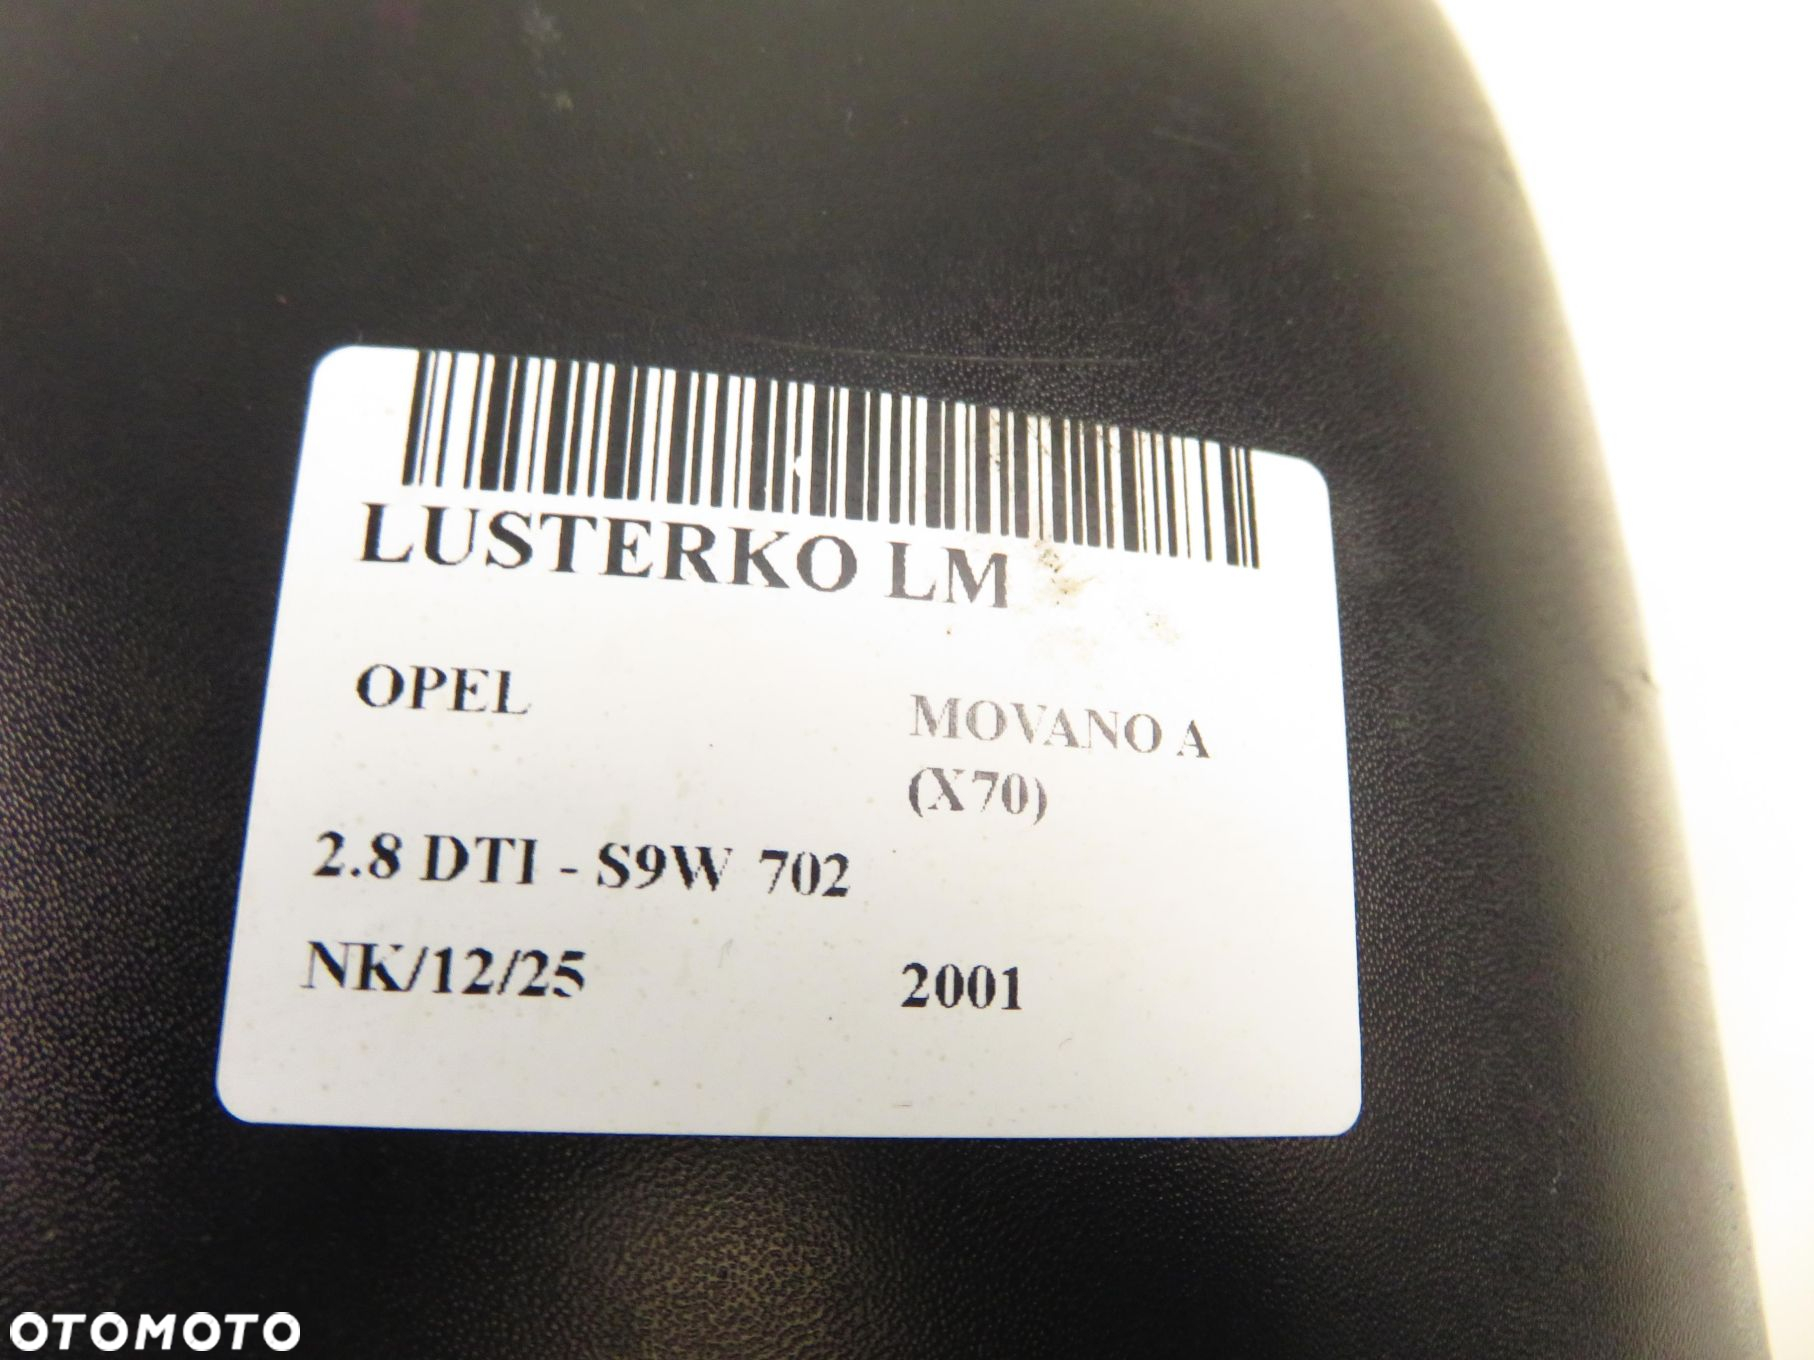 LUSTERKO LM
OPEL MOVANO A
(X70)
2.8 DTI - S9W 702
NK/12/25 2001
OTOMOTO